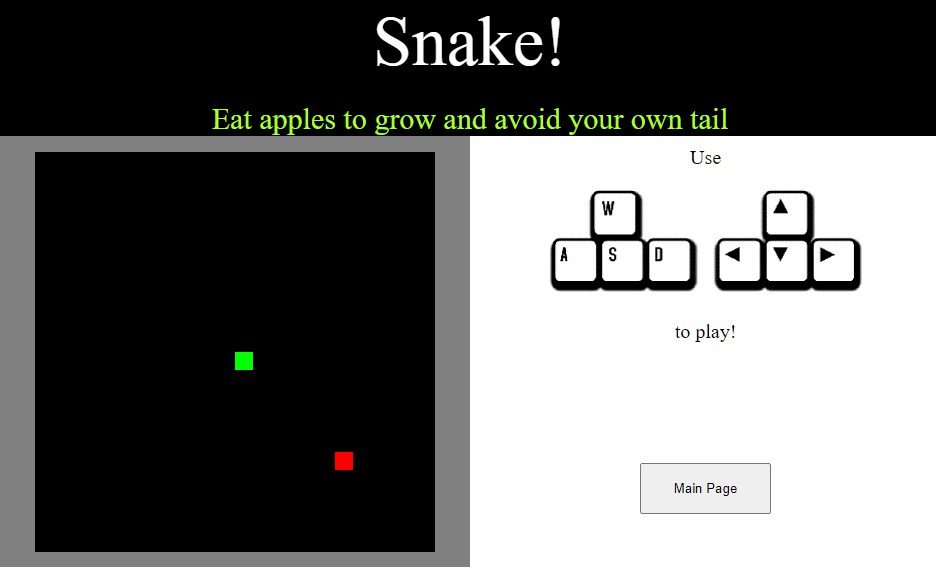 Snake!
Eat apples to grow and avoid your own tail
Use
W
A S D
to play!
Main Page